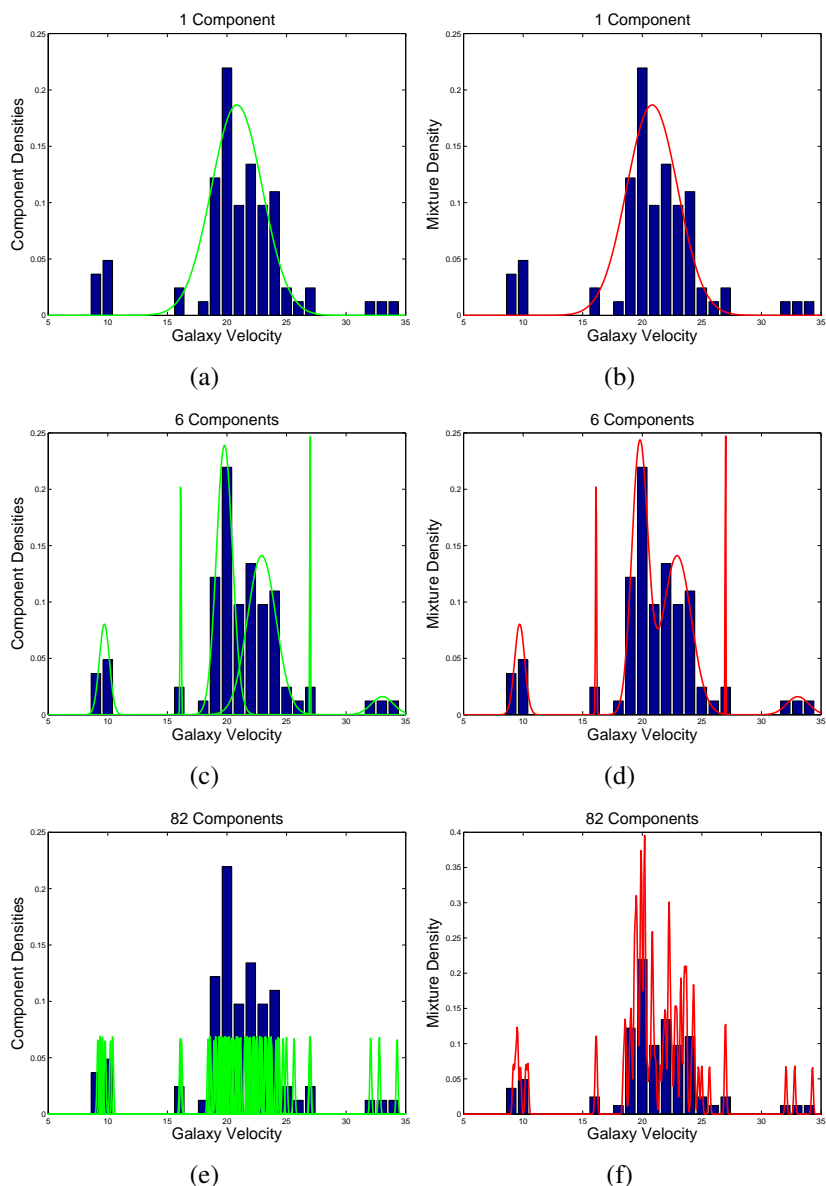 1 Component
0.25
0.2
0.15
0.1
0.05
0
Component Densities
5 10 15 20 25 30 35
Galaxy Velocity
(a)
1 Component
0.25
0.2
0.15
0.1
0.05
0
Mixture Density
5 10 15 20 25 30 35
Galaxy Velocity
(b)
6 Components
0.25
0.2
0.15
0.1
0.05
0
Component Densities
5 10 15 20 25 30 35
Galaxy Velocity
(c)
6 Components
0.25
0.2
0.15
0.1
0.05
0
Mixture Density
5 10 15 20 25 30 35
Galaxy Velocity
(d)
82 Components
0.25
0.2
0.15
0.1
0.05
0
Component Densities
5 10 15 20 25 30 35
Galaxy Velocity
(e)
82 Components
0.4
0.35
0.3
0.25
0.2
0.15
0.1
0.05
0
Mixture Density
5 10 15 20 25 30 35
Galaxy Velocity
(f)